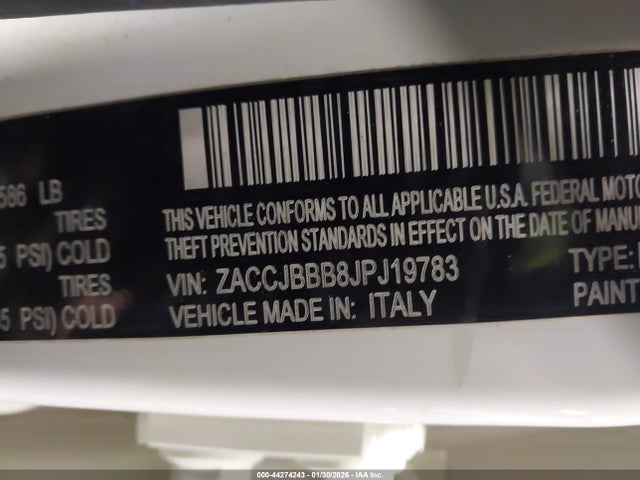 586 LB
TIRES
5 PSI) COLD
TIRES
5 PSI) COLD
THIS VEHICLE CONFORMS TO ALL APPLICABLE U.S.A. FEDERAL MOTO
THEFT PREVENTION STANDARDS IN EFFECT ON THE DATE OF MANU
VIN: ZACCJBBB8JPJ19783
TYPE:
VEHICLE MADE IN: ITALY
PAINT
000-44274243 - 01/30/2026 - IAA Inc.